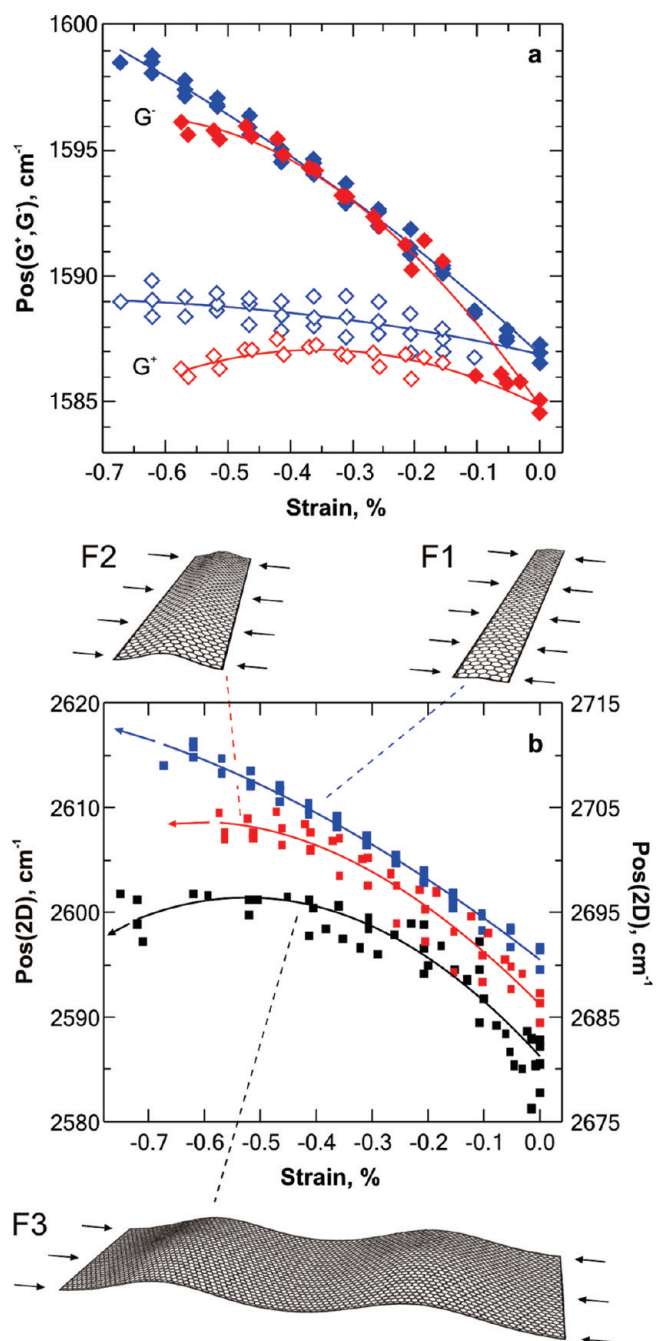 1600
a
G-
1595
Pos(G+,G-), cm-1
1590
G+
1585
-0.7 -0.6 -0.5 -0.4 -0.3 -0.2 -0.1 0.0
Strain, %
F2
F1
2620
2715
b
2610
2705
Pos(2D), cm-1
Pos(2D), cm-1
2600
2695
2590
2685
2580
2675
-0.7 -0.6 -0.5 -0.4 -0.3 -0.2 -0.1 0.0
Strain, %
F3